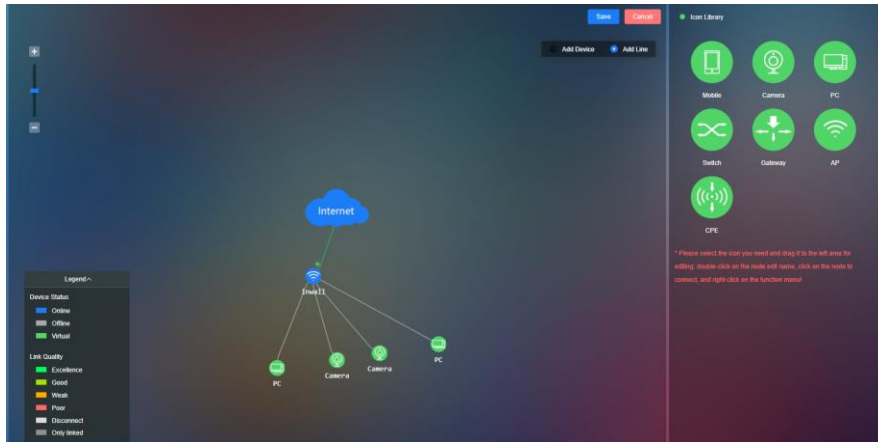 Save Cancel
Icon Library
Add Device Add Line
Mobile Camera PC
Switch Gateway AP
CPE
* Please select the icon you need and drag it to the left area for
editing, double-click on the node edit name, click on the node to
connect, and right-click on the function menu!
Internet
Inwall
PC
Camera
Camera
PC
Legend
Device Status
Online
Offline
Virtual
Link Quality
Excellence
Good
Weak
Poor
Disconnect
Only linked